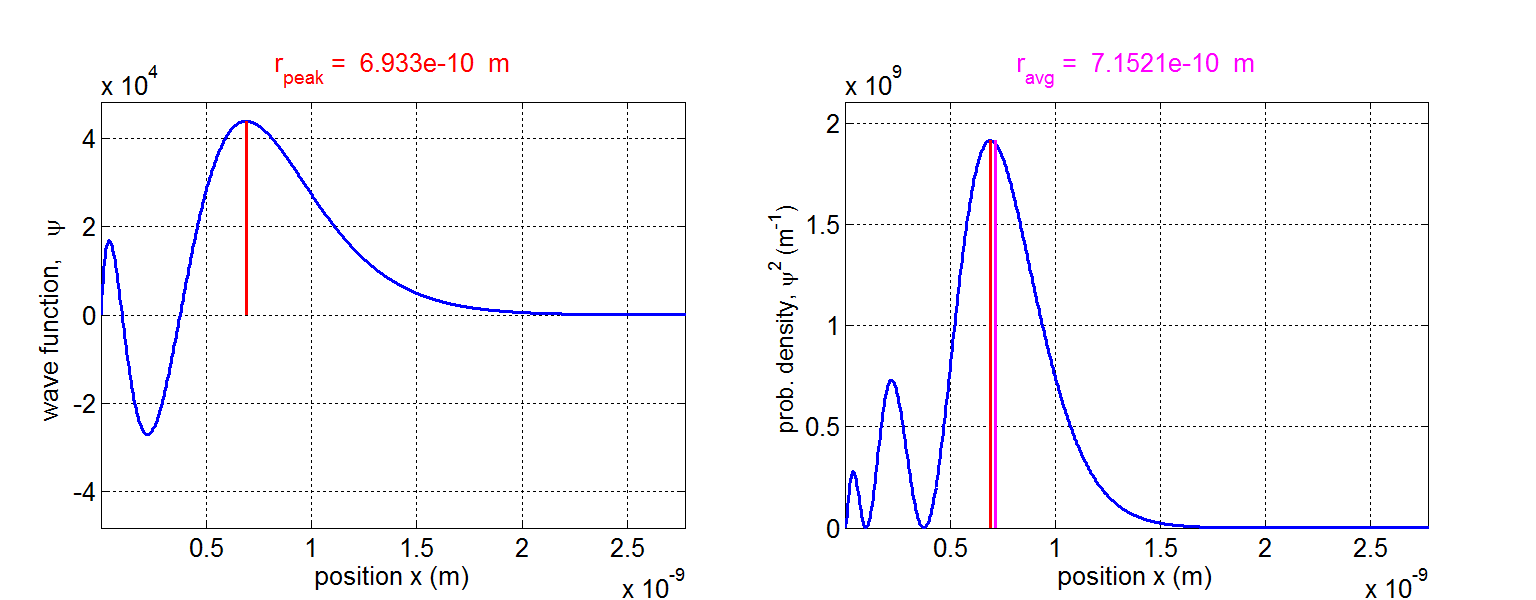 r_peak = 6.933e-10 m
x 10^4
4
2
0
-2
-4
wave function, ψ
0.5 1 1.5 2 2.5
position x (m)
x 10^-9
r_avg = 7.1521e-10 m
x 10^9
2
1.5
1
0.5
0
prob. density, ψ^2 (m^-1)
0.5 1 1.5 2 2.5
position x (m)
x 10^-9